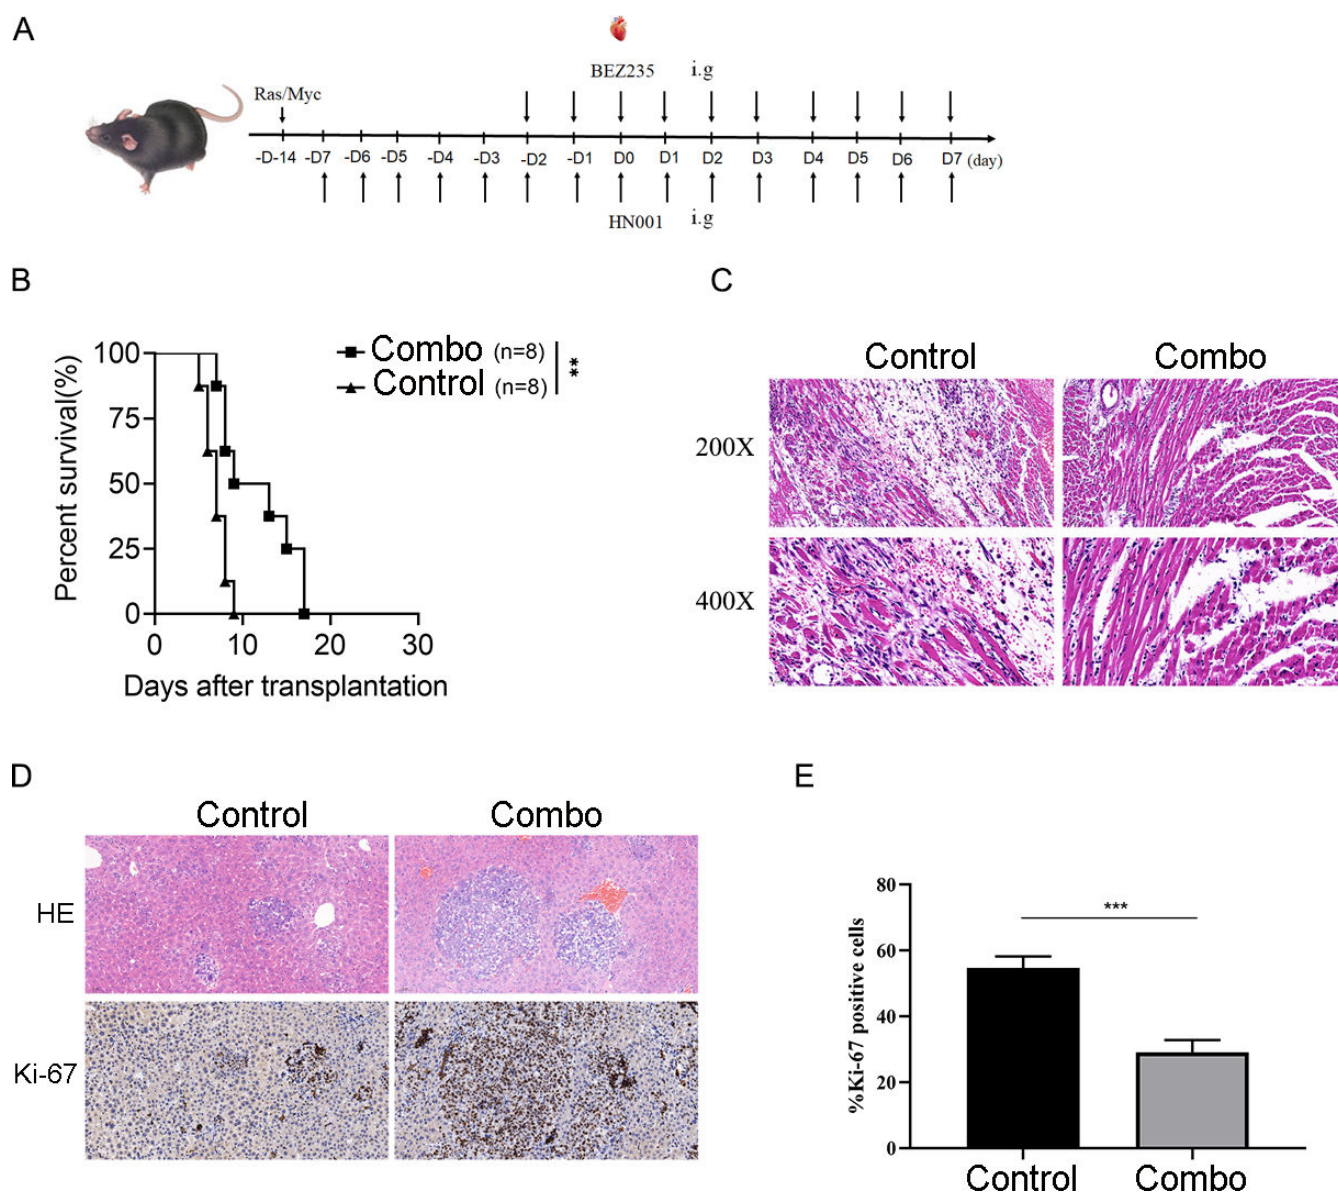 A
BEZ235 i.g
Ras/Myc
-D-14 -D7 -D6 -D5 -D4 -D3 -D2 -D1 D0 D1 D2 D3 D4 D5 D6 D7 (day)
HN001 i.g
B
Combo (n=8)
Control (n=8)
**
Percent survival(%)
100
75
50
25
0
0 10 20 30
Days after transplantation
C
Control Combo
200X
400X
D
Control Combo
HE
Ki-67
E
%Ki-67 positive cells
80
60
40
20
0
***
Control Combo